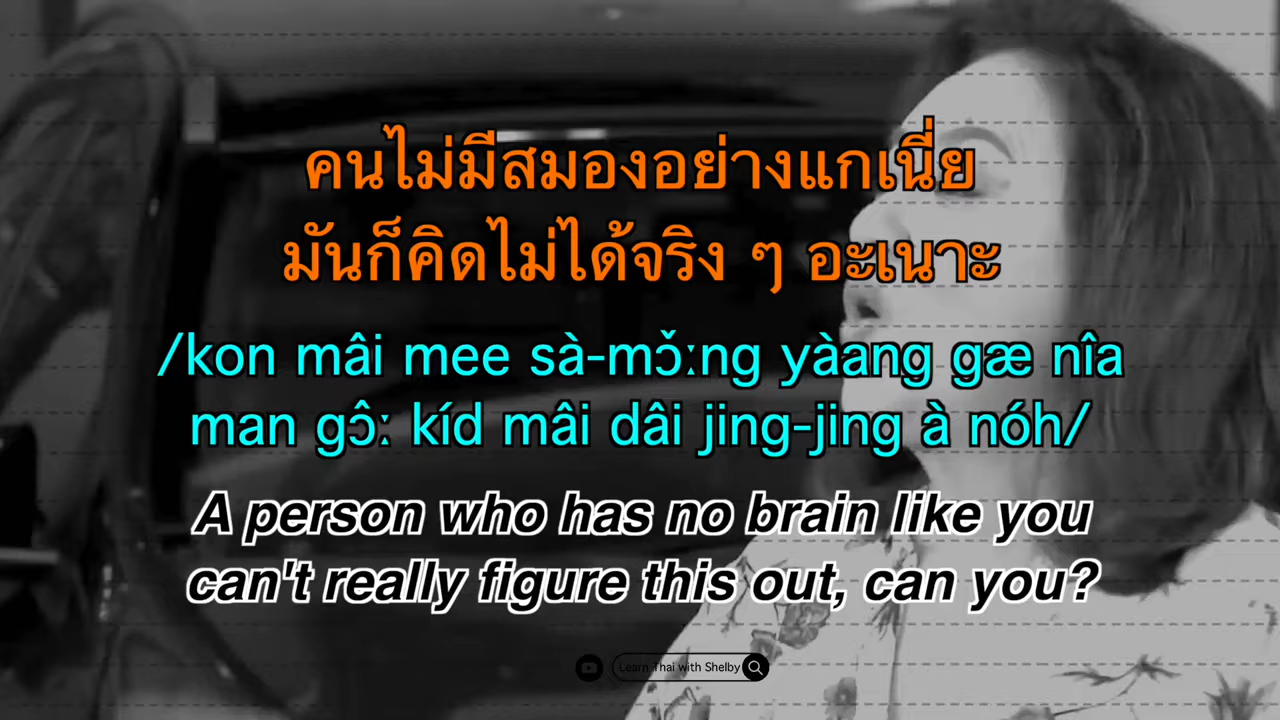 คนไม่มีสมองอย่างแกเนี่ย
มันก็คิดไม่ได้จริง ๆ อะเนาะ
/kon mâi mee sà-mɔ̌ːng yàang gæ nîa
man gɔ̂ː kíd mâi dâi jing-jing à nóh/
A person who has no brain like you
can't really figure this out, can you?
Learn Thai with Shelby